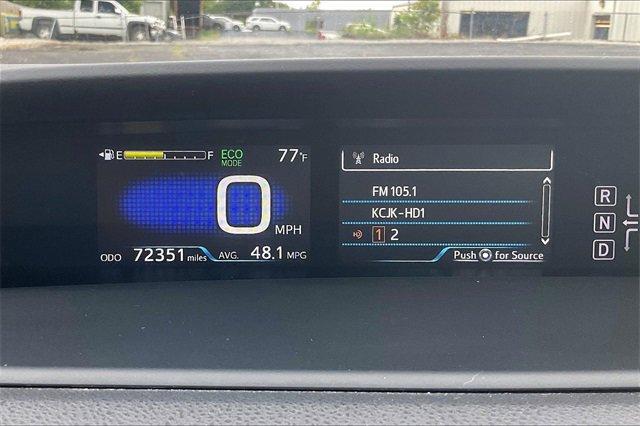 E F ECO MODE 77°F
0 MPH
ODO 72351 miles AVG. 48.1 MPG
Radio
FM 105.1
KCJK-HD1
1 2
Push for Source
R
N
D